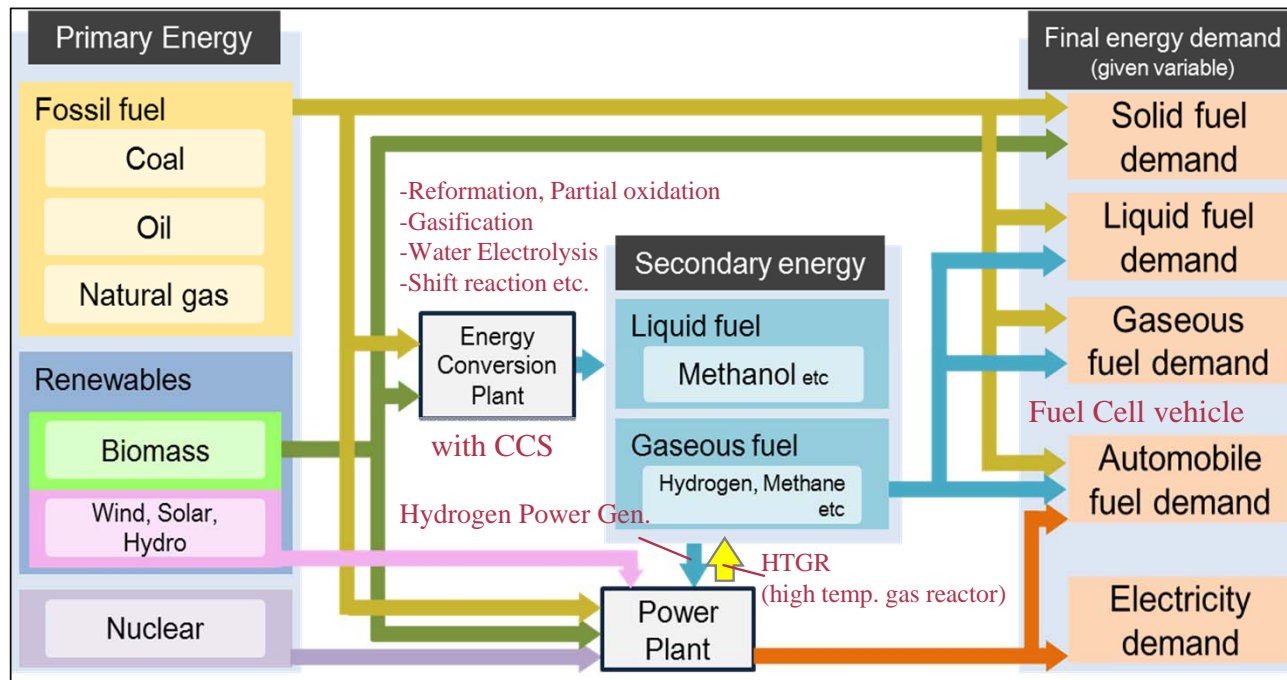 Primary Energy
Fossil fuel
Coal
Oil
Natural gas
Renewables
Biomass
Wind, Solar,
Hydro
Nuclear
-Reformation, Partial oxidation
-Gasification
-Water Electrolysis
-Shift reaction etc.
Energy
Conversion
Plant
with CCS
Secondary energy
Liquid fuel
Methanol etc
Gaseous fuel
Hydrogen, Methane
etc
Hydrogen Power Gen.
HTGR
(high temp. gas reactor)
Power
Plant
Final energy demand
(given variable)
Solid fuel
demand
Liquid fuel
demand
Gaseous
fuel demand
Fuel Cell vehicle
Automobile
fuel demand
Electricity
demand